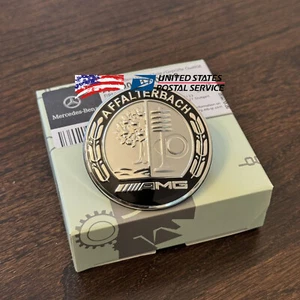 UNITED STATES
POSTAL SERVICE
Mercedes-Benz
AFFALTERBACH
AMG